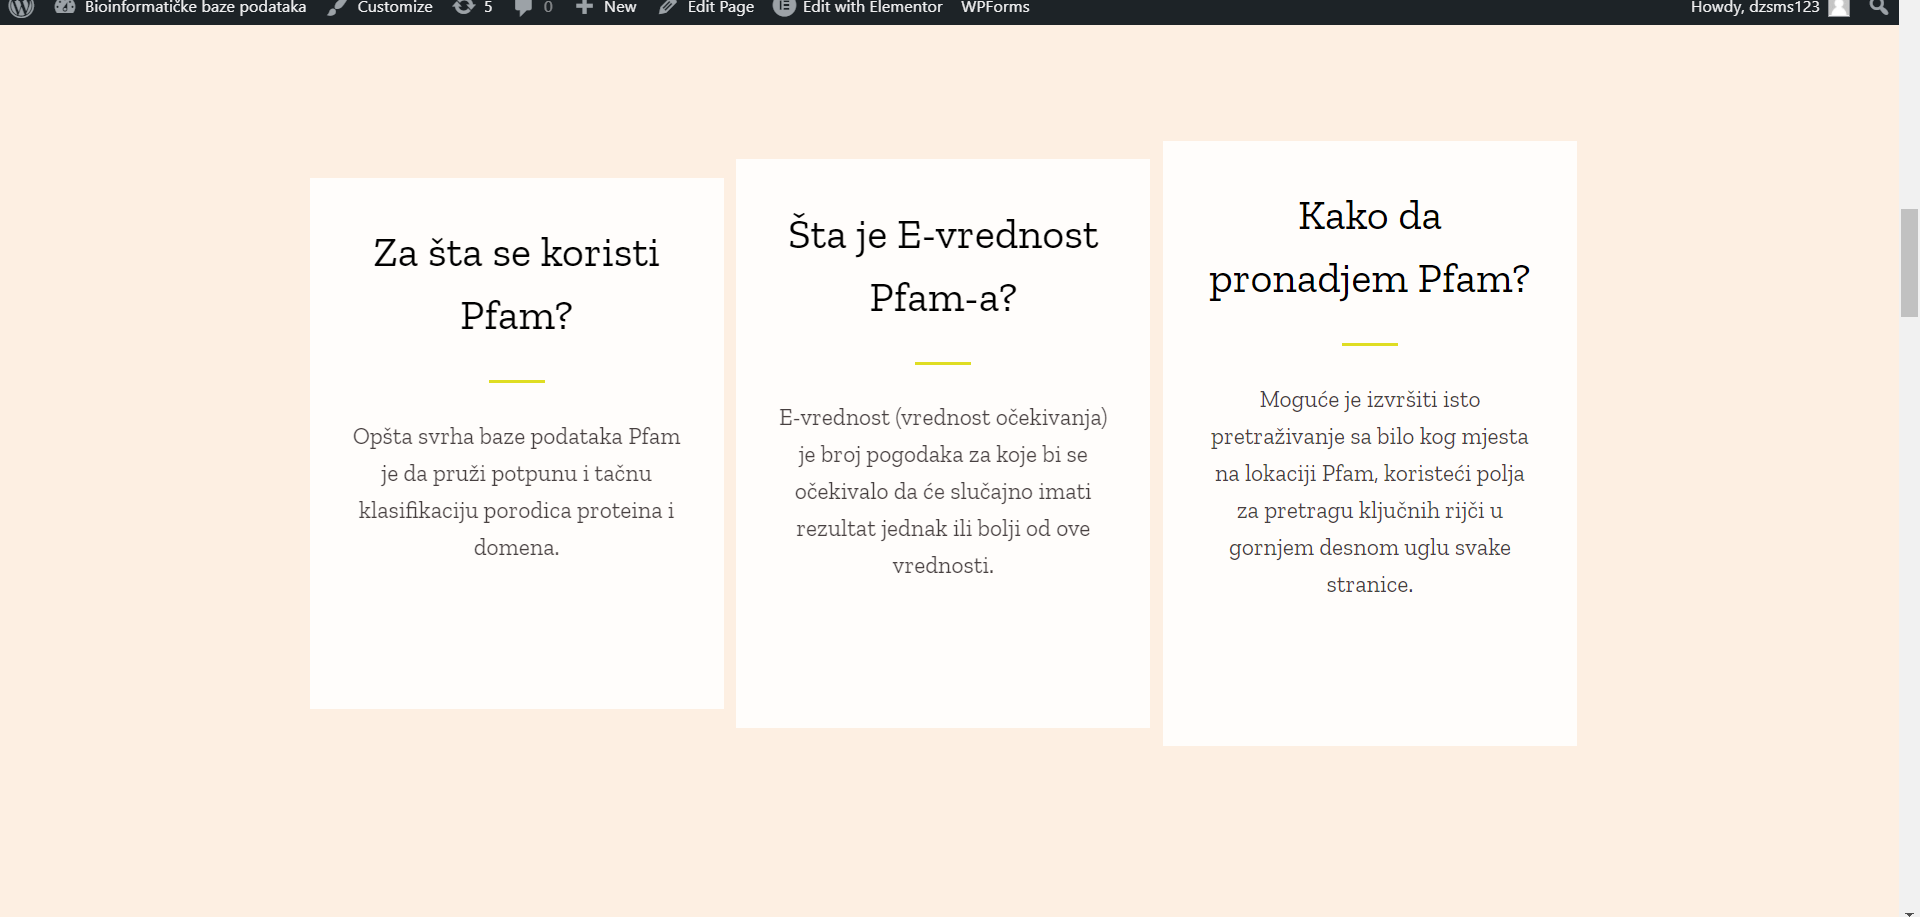 Bioinformatičke baze podataka Customize 5 0 New Edit Page Edit with Elementor WPForms Howdy, dzsms123
Za šta se koristi
Pfam?
Opšta svrha baze podataka Pfam
je da pruži potpunu i tačnu
klasifikaciju porodica proteina i
domena.
Šta je E-vrednost
Pfam-a?
E-vrednost (vrednost očekivanja)
je broj pogodaka za koje bi se
očekivalo da će slučajno imati
rezultat jednak ili bolji od ove
vrednosti.
Kako da
pronadjem Pfam?
Moguće je izvršiti isto
pretraživanje sa bilo kog mjesta
na lokaciji Pfam, koristeći polja
za pretragu ključnih rijči u
gornjem desnom uglu svake
stranice.